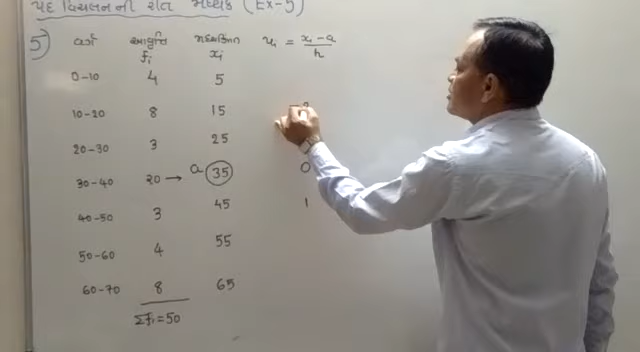 પદ વિચલનની રીત મધ્યક (Ex-5)
5) વર્ગ આવૃત્તિ fi મધ્યકિંમત xi ui = xi - a / h
0-10 4 5
10-20 8 15
20-30 3 25
30-40 20 → a 35 0
40-50 3 45 1
50-60 4 55
60-70 8 65
Σfi = 50